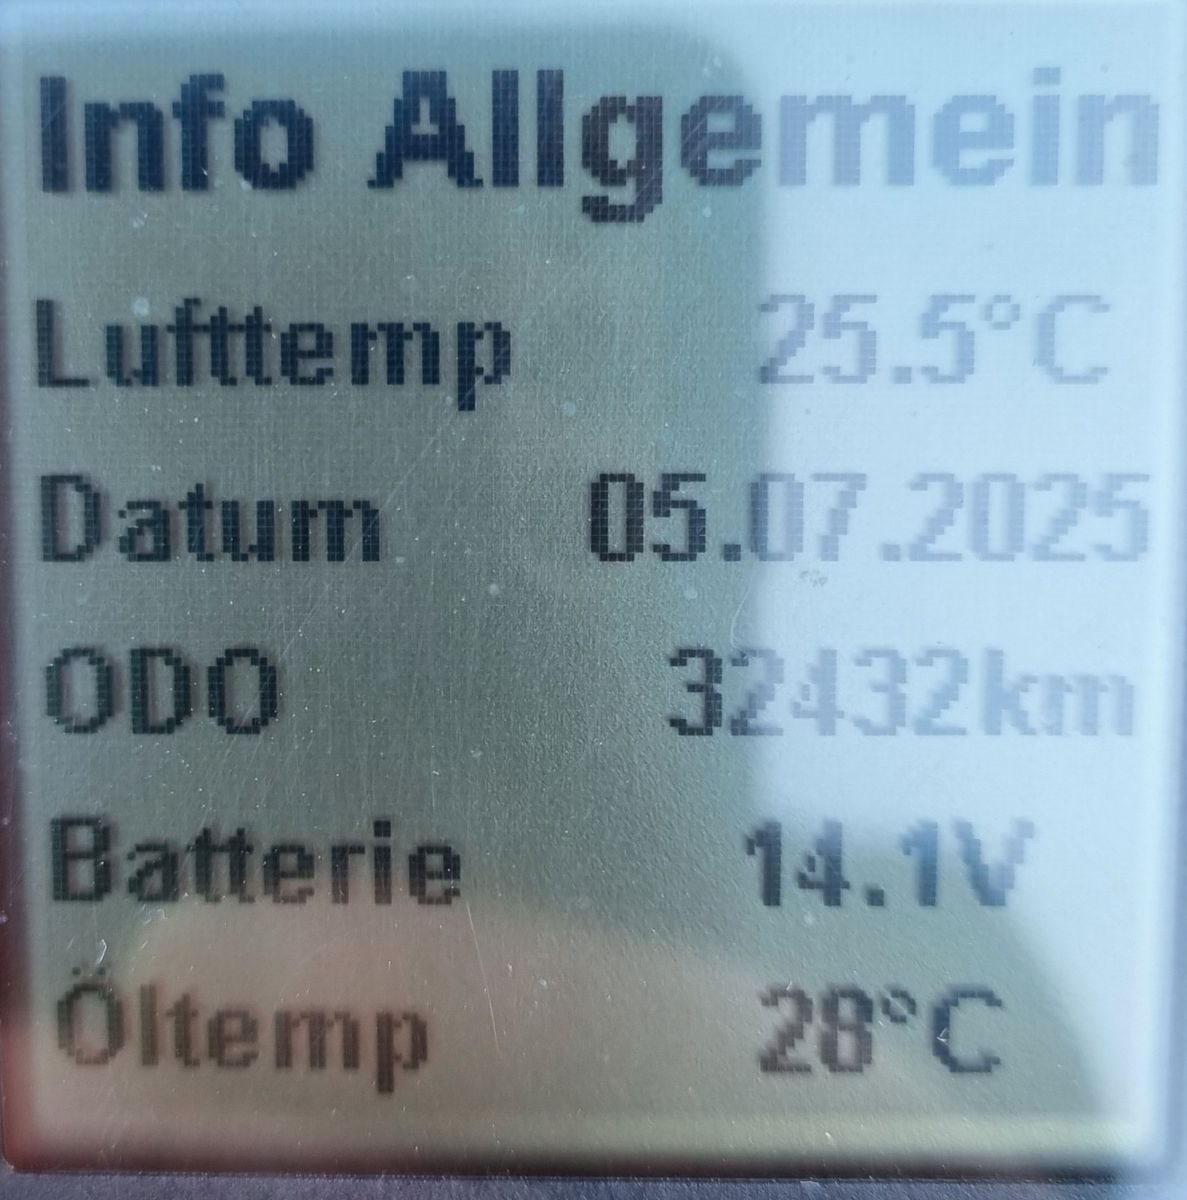 Info Allgemein
Lufttemp 25.5°C
Datum 05.07.2025
ODO 32432km
Batterie 14.1V
Öltemp 28°C